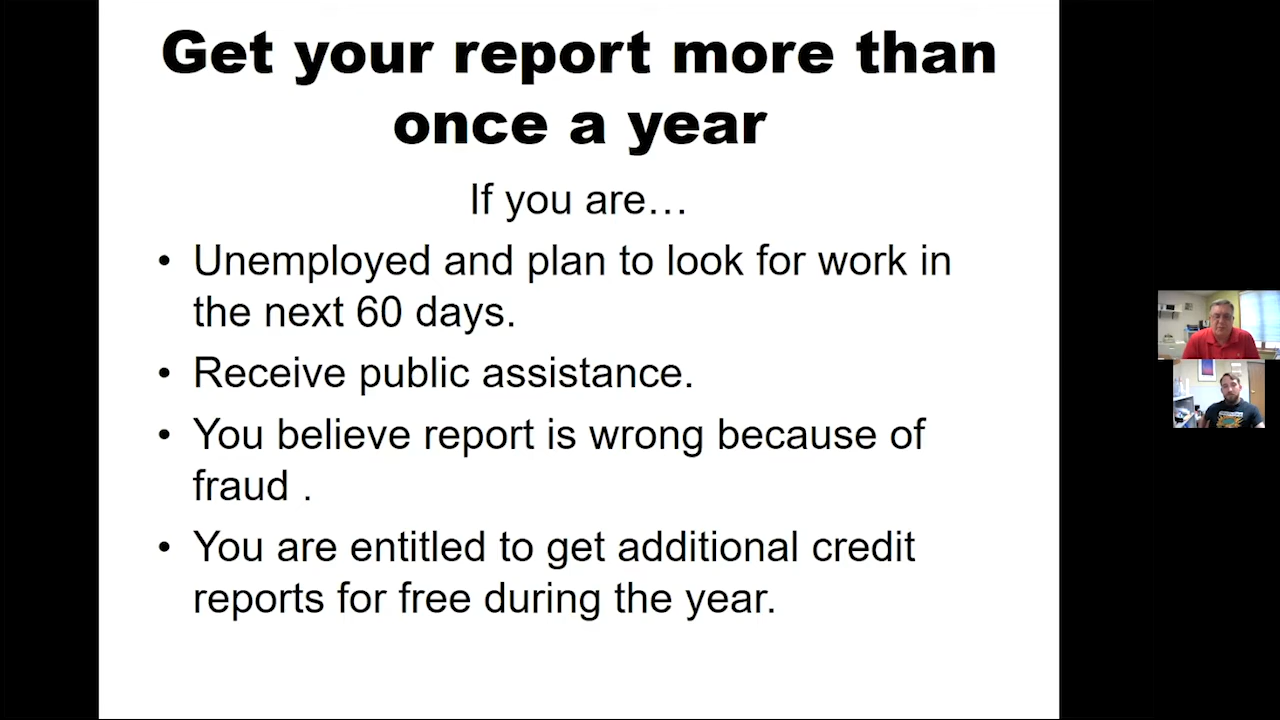 Get your report more than
once a year
If you are…
• Unemployed and plan to look for work in
the next 60 days.
• Receive public assistance.
• You believe report is wrong because of
fraud .
• You are entitled to get additional credit
reports for free during the year.